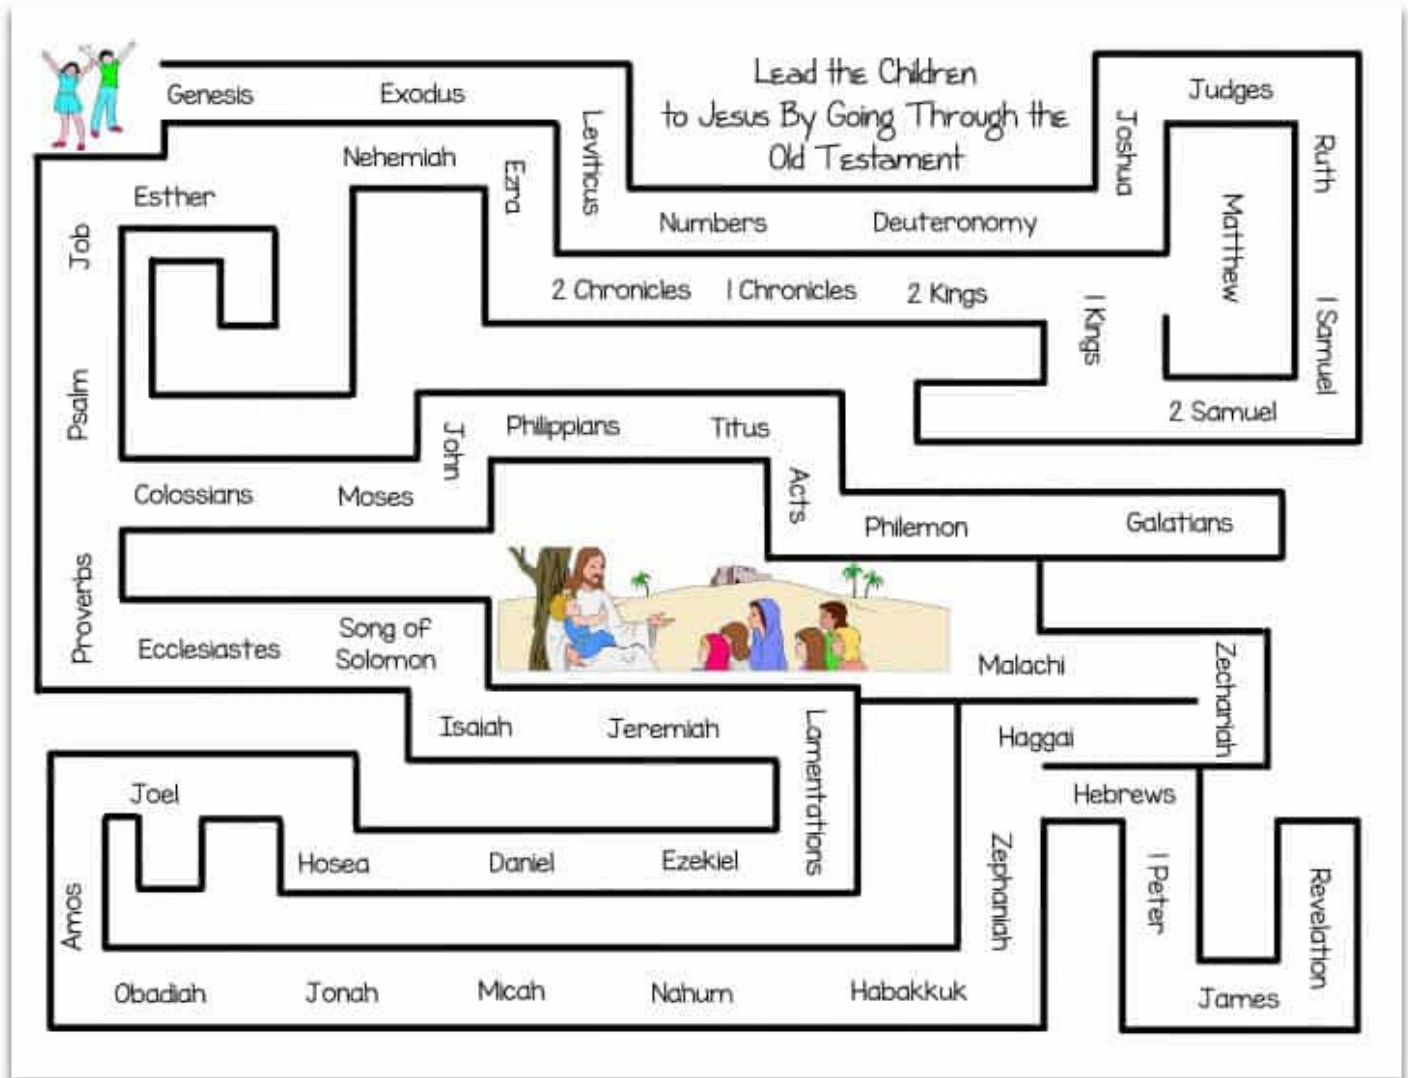 Lead the Children
to Jesus By Going Through the
Old Testament
Genesis
Exodus
Leviticus
Numbers
Deuteronomy
Joshua
Judges
Ruth
1 Samuel
2 Samuel
Matthew
1 Kings
2 Kings
1 Chronicles
2 Chronicles
Ezra
Nehemiah
Esther
Job
Psalm
Proverbs
Colossians
Moses
John
Philippians
Titus
Acts
Philemon
Galatians
Ecclesiastes
Song of
Solomon
Isaiah
Jeremiah
Lamentations
Ezekiel
Daniel
Hosea
Joel
Amos
Obadiah
Jonah
Micah
Nahum
Habakkuk
Zephaniah
Haggai
Zechariah
Malachi
Hebrews
1 Peter
James
Revelation